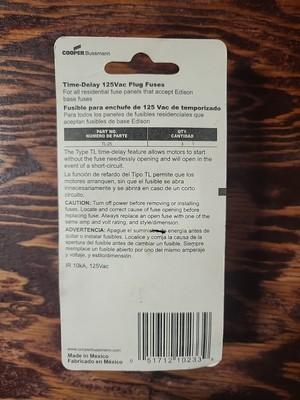 COOPER Bussmann
Time-Delay 125Vac Plug Fuses
For all residential fuse panels that accept Edison
base fuses
Fusible para enchufe de 125 Vac de temporizado
Para todos los paneles de fusibles residenciales que
aceptan fusibles de base Edison
PART NO. QTY.
NÚMERO DE PARTE CANTIDAD
TL-25
The Type TL time-delay feature allows motors to start
without the fuse needlessly opening and will open in the
event of a short-circuit.
La función de retardo del Tipo TL permite que los
motores arranquen, sin que el fusible se abra
innecesariamente y se abrirá en caso de un corto
circuito.
CAUTION: Turn off power before removing or installing
fuses. Locate and correct cause of fuse opening before
replacing fuse. Always replace an open fuse with one of the
same amp and volt rating, and style/dimension.
ADVERTENCIA: Apague el energía antes de
quitar o instalar fusibles. Localice y corrija la causa de la
apertura del fusible antes de cambiar un fusible. Siempre
remplace un fusible abierto por uno del mismo amperaje
y voltaje, y estilo/dimensión.
IR 10kA, 125Vac
www.cooperbussmann.com
Made in Mexico
Fabricado en México
0 51712 10233